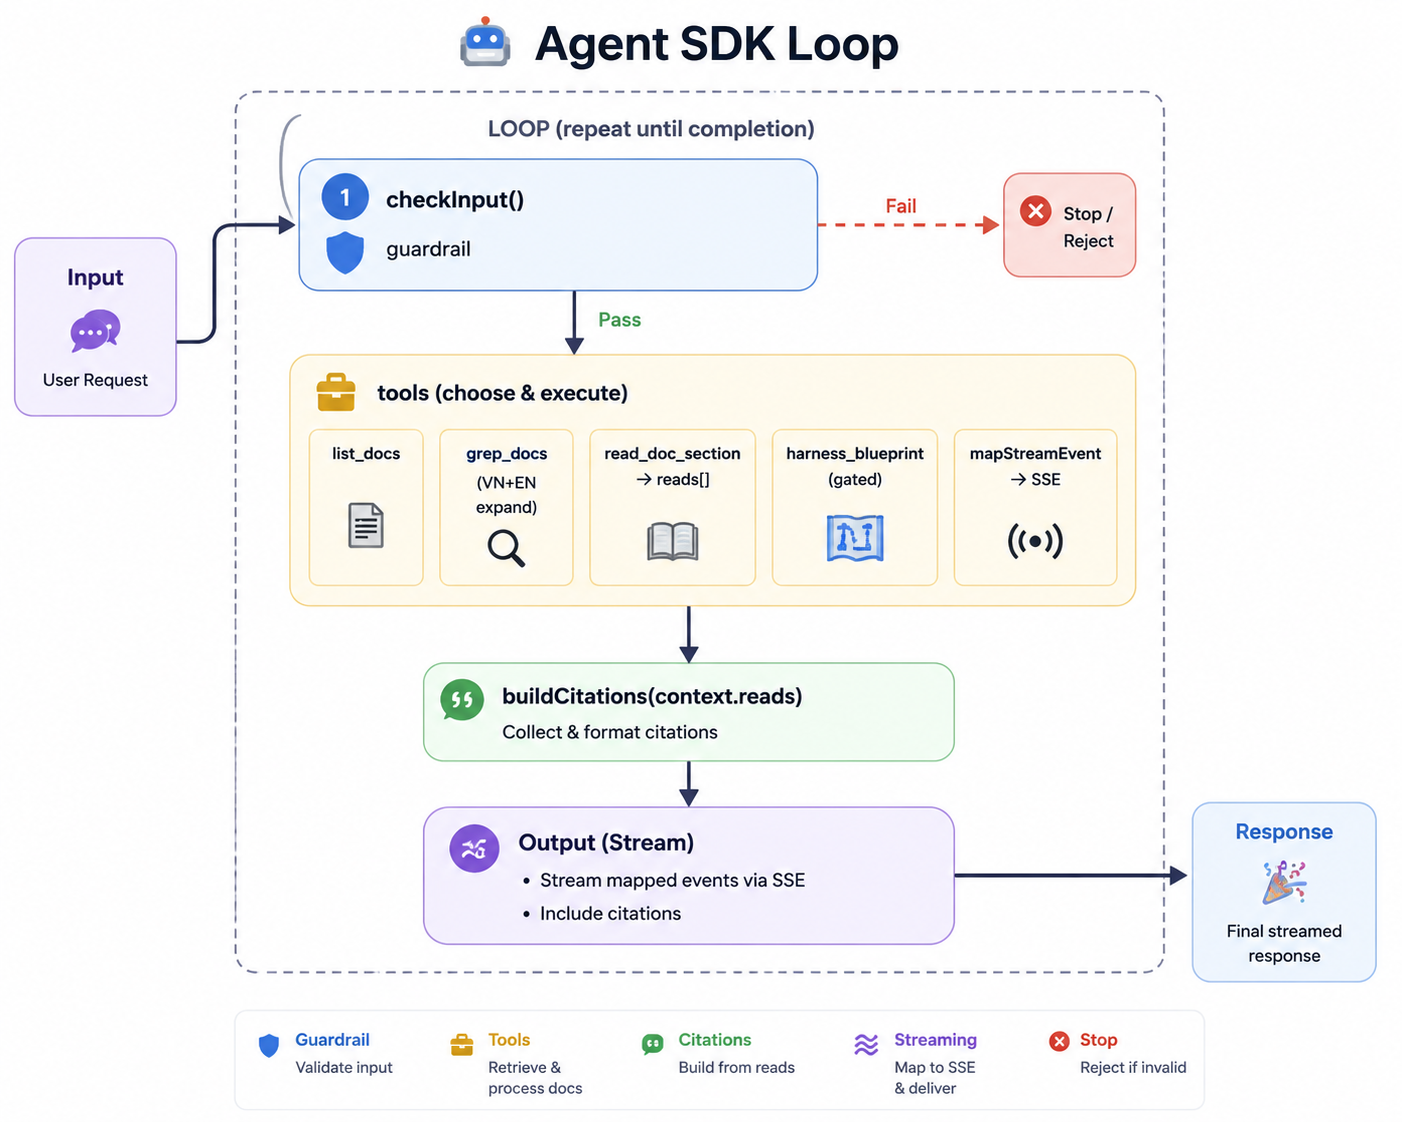 Agent SDK Loop
LOOP (repeat until completion)
1
checkInput()
guardrail
Fail
Stop /
Reject
Input
User Request
Pass
tools (choose & execute)
list_docs
grep_docs
(VN+EN
expand)
read_doc_section
→ reads[]
harness_blueprint
(gated)
mapStreamEvent
→ SSE
buildCitations(context.reads)
Collect & format citations
Output (Stream)
• Stream mapped events via SSE
• Include citations
Response
Final streamed
response
Guardrail
Validate input
Tools
Retrieve &
process docs
Citations
Build from reads
Streaming
Map to SSE
& deliver
Stop
Reject if invalid